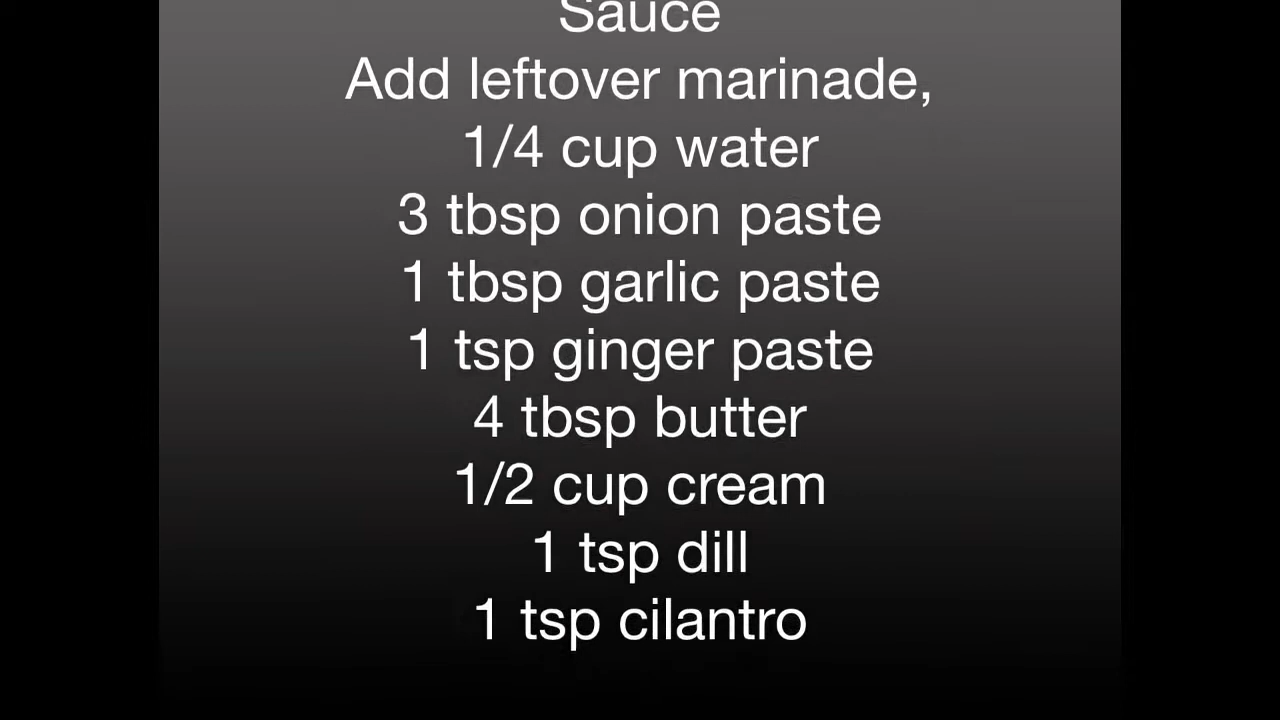 Sauce
Add leftover marinade,
1/4 cup water
3 tbsp onion paste
1 tbsp garlic paste
1 tsp ginger paste
4 tbsp butter
1/2 cup cream
1 tsp dill
1 tsp cilantro